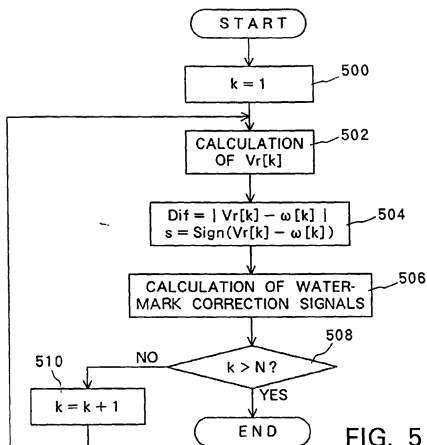 START
500
k = 1
502
CALCULATION
OF Vr[k]
Dif = | Vr[k] − ω[k] |
s = Sign(Vr[k] − ω[k])
504
CALCULATION OF WATER-
MARK CORRECTION SIGNALS
506
508
NO
k > N?
510
YES
k = k + 1
END
FIG. 5